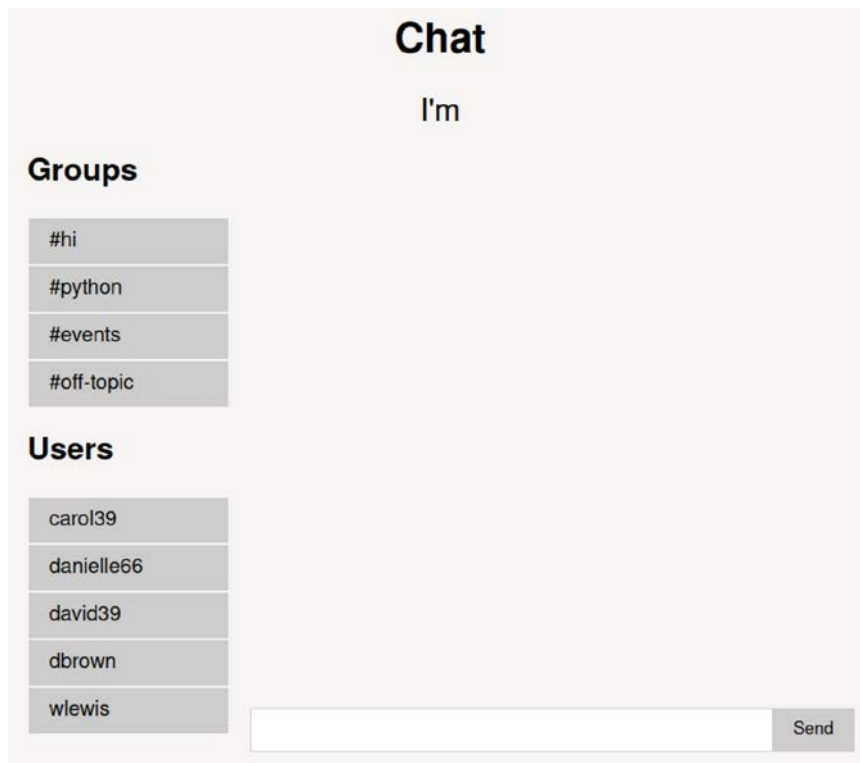 Chat
I'm
Groups
#hi
#python
#events
#off-topic
Users
carol39
danielle66
david39
dbrown
wlewis
Send